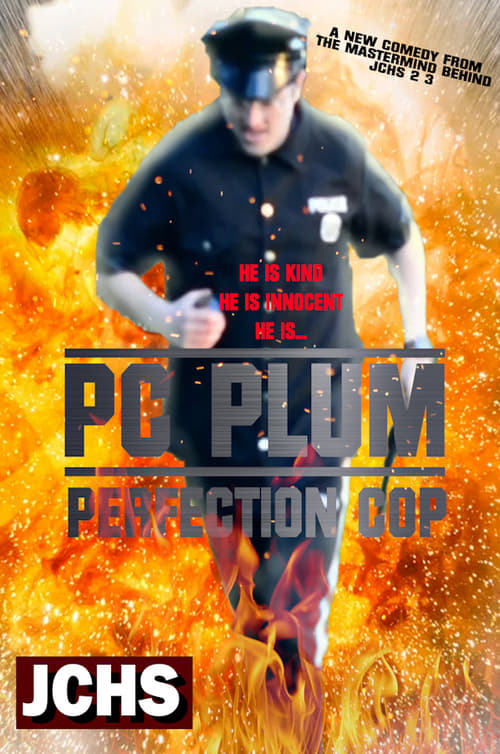 A NEW COMEDY FROM
THE MASTERMIND BEHIND
JCHS 2 3
POLICE
HE IS KIND
HE IS INNOCENT
HE IS...
PC PLUM
PERFECTION COP
JCHS